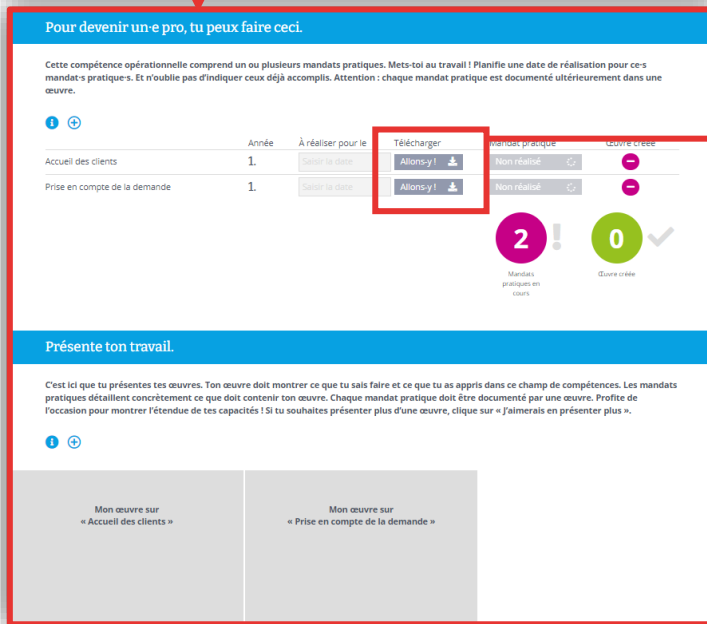 Pour devenir un·e pro, tu peux faire ceci.
Cette compétence opérationnelle comprend un ou plusieurs mandats pratiques. Mets-toi au travail ! Planifie une date de réalisation pour ce·s
mandat·s pratique·s. Et n'oublie pas d'indiquer ceux déjà accomplis. Attention : chaque mandat pratique est documenté ultérieurement dans une
œuvre.
Année À réaliser pour le Télécharger Mandat pratique Œuvre créée
Accueil des clients 1. Saisir la date Allons-y ! Non réalisé
Prise en compte de la demande 1. Saisir la date Allons-y ! Non réalisé
2 ! 0
Mandats Œuvre créée
pratiques en
cours
Présente ton travail.
C'est ici que tu présentes tes œuvres. Ton œuvre doit montrer ce que tu sais faire et ce que tu as appris dans ce champ de compétences. Les mandats
pratiques détaillent concrètement ce que doit contenir ton œuvre. Chaque mandat pratique doit être documenté par une œuvre. Profite de
l'occasion pour montrer l'étendue de tes capacités ! Si tu souhaites présenter plus d'une œuvre, clique sur « J'aimerais en présenter plus ».
Mon œuvre sur
« Accueil des clients »
Mon œuvre sur
« Prise en compte de la demande »